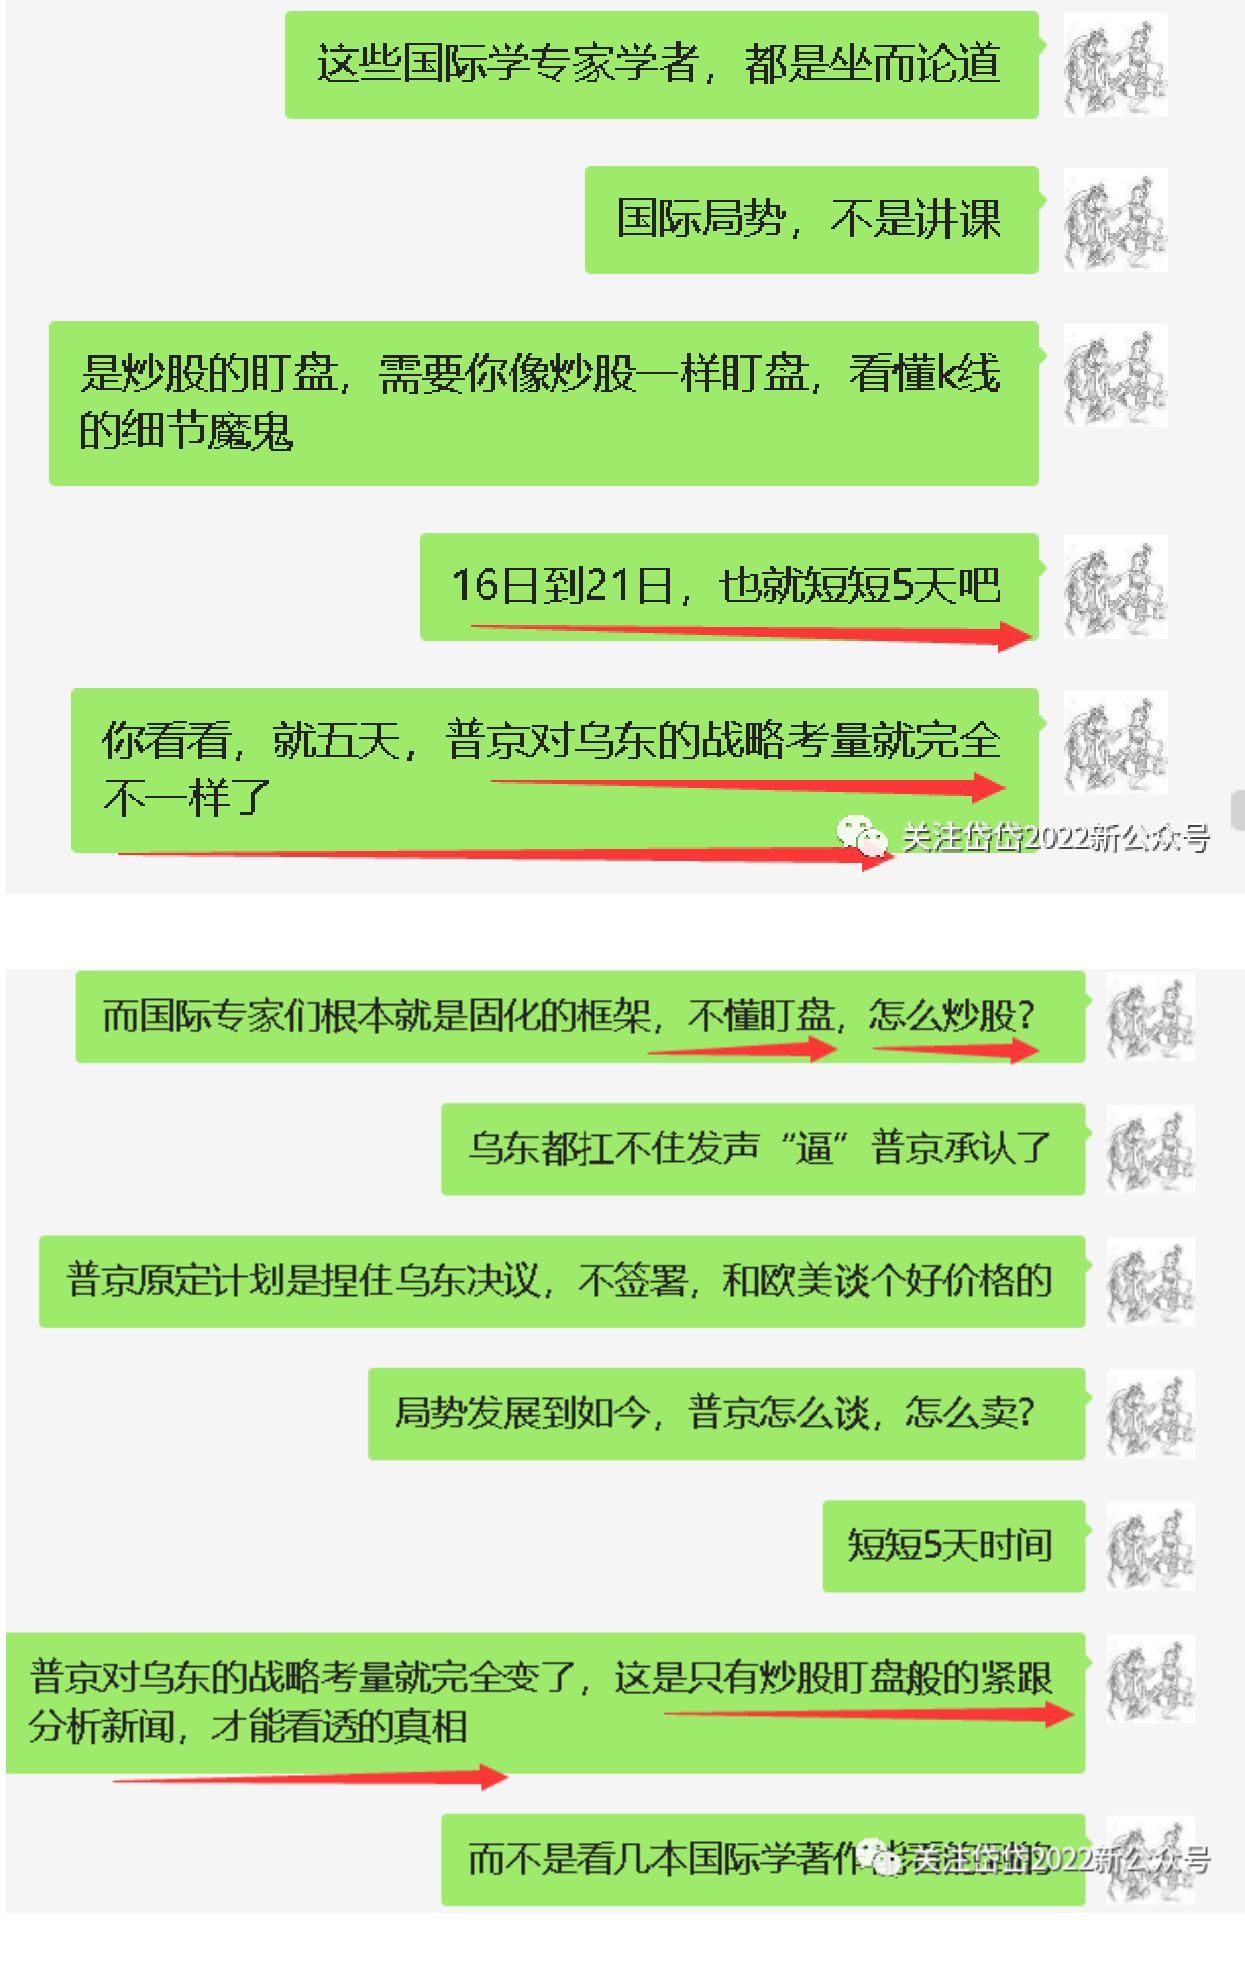 这些国际学专家学者，都是坐而论道
国际局势，不是讲课
是炒股的盯盘，需要你像炒股一样盯盘，看懂k线
的细节魔鬼
16日到21日，也就短短5天吧
你看看，就五天，普京对乌东的战略考量就完全
不一样了
关注岱岱2022新公众号
而国际专家们根本就是固化的框架，不懂盯盘，怎么炒股？
乌东都扛不住发声“逼”普京承认了
普京原定计划是捏住乌东决议，不签署，和欧美谈个好价格的
局势发展到如今，普京怎么谈，怎么卖？
短短5天时间
普京对乌东的战略考量就完全变了，这是只有炒股盯盘般的紧跟
分析新闻，才能看透的真相
而不是看几本国际学著作
关注岱岱2022新公众号